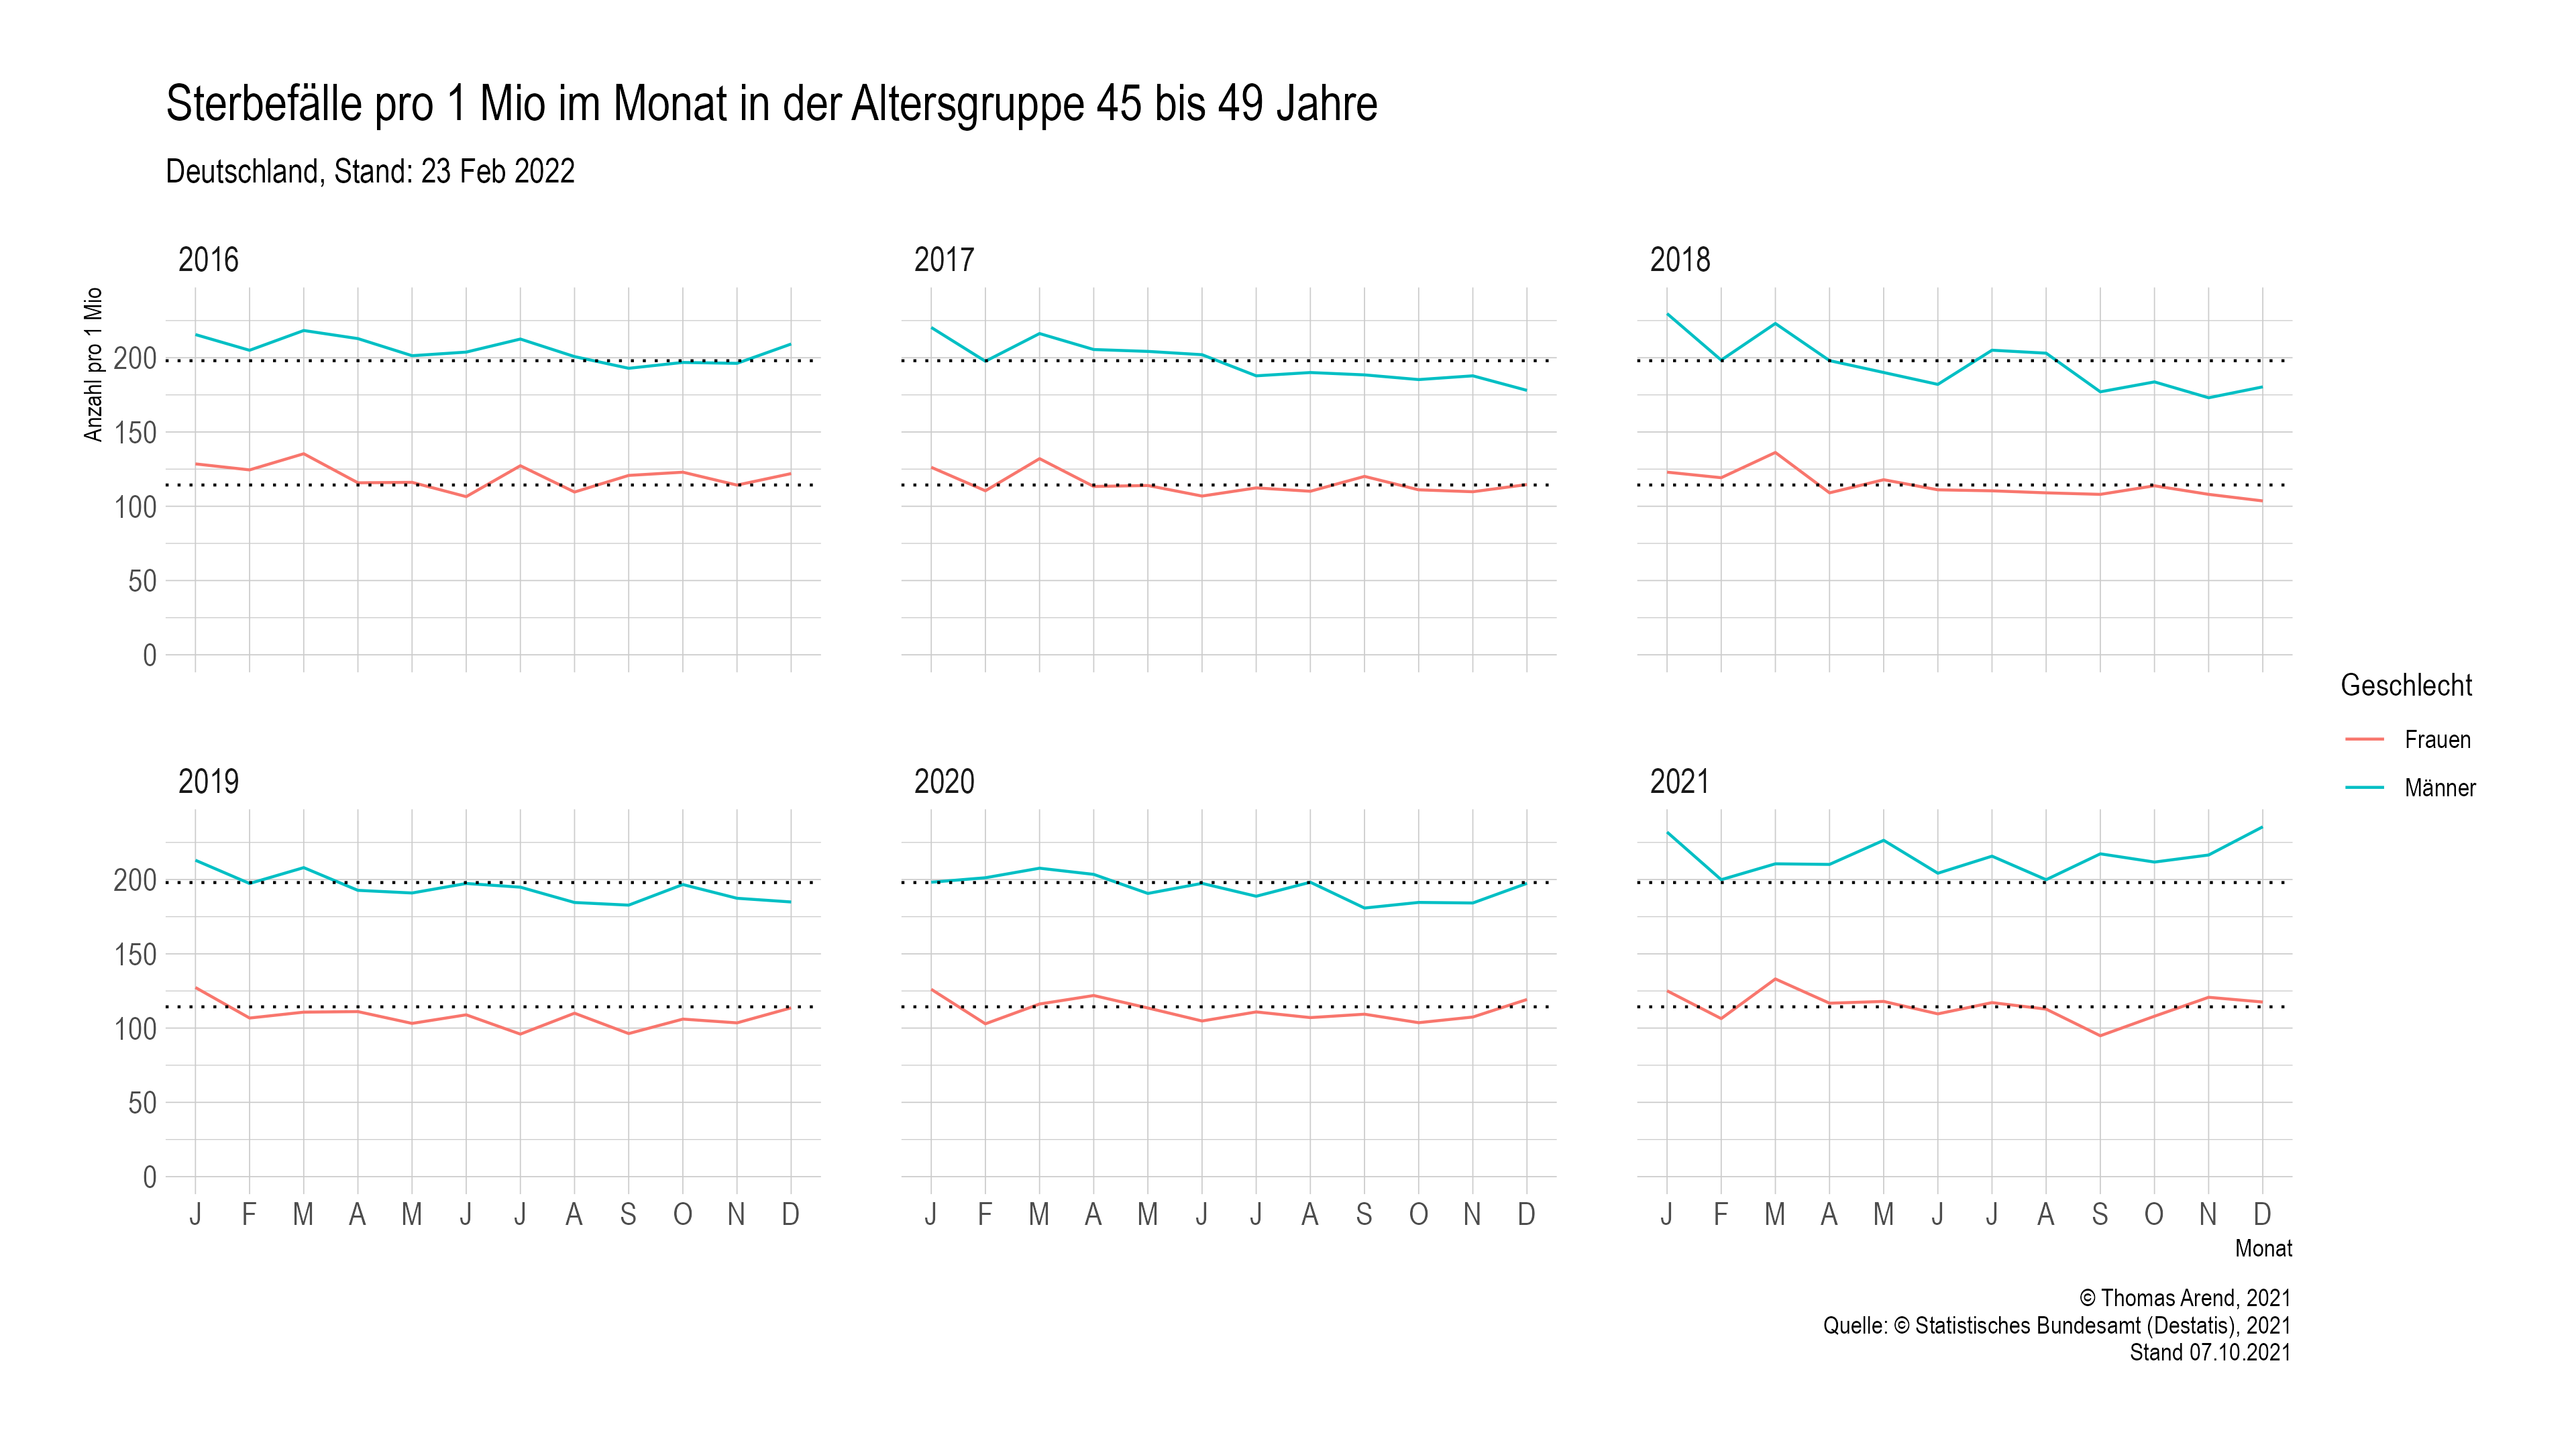 Sterbefälle pro 1 Mio im Monat in der Altersgruppe 45 bis 49 Jahre
Deutschland, Stand: 23 Feb 2022
2016
2017
2018
Anzahl pro 1 Mio
200
150
100
50
0
Geschlecht
Frauen
Männer
2019
2020
2021
200
150
100
50
0
J F M A M J J A S O N D
J F M A M J J A S O N D
J F M A M J J A S O N D
Monat
© Thomas Arend, 2021
Quelle: © Statistisches Bundesamt (Destatis), 2021
Stand 07.10.2021